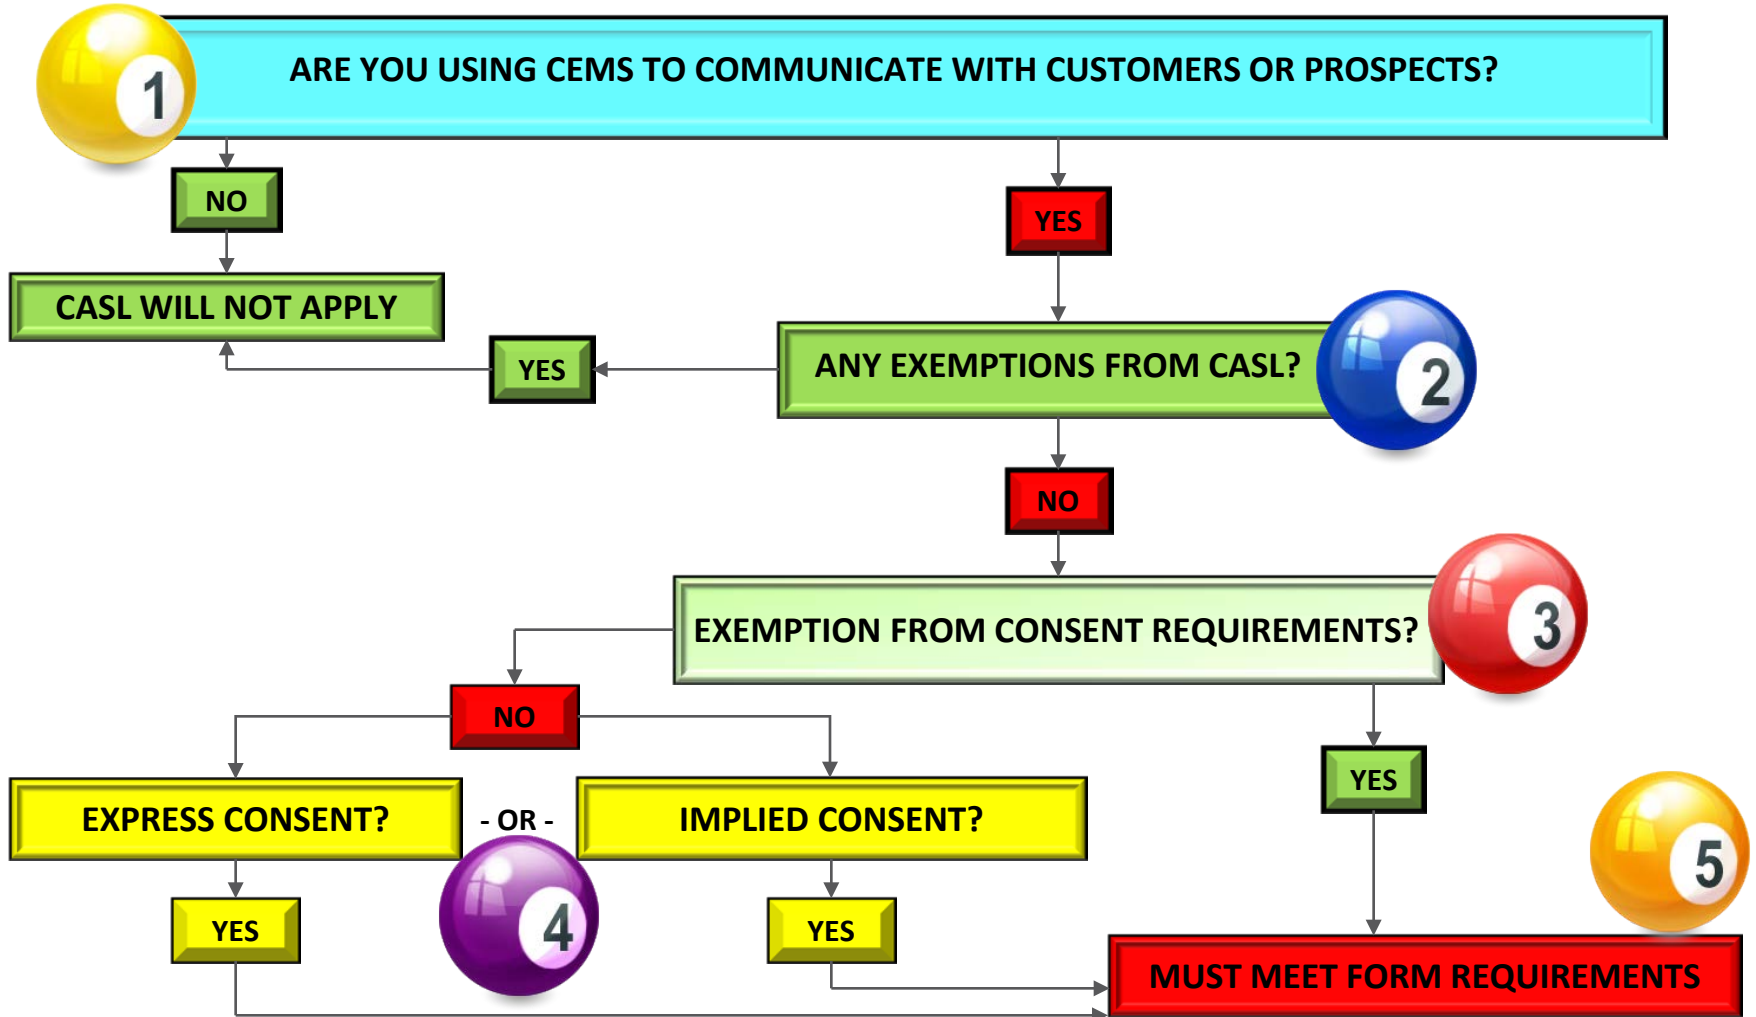 1
ARE YOU USING CEMS TO COMMUNICATE WITH CUSTOMERS OR PROSPECTS?
NO
YES
CASL WILL NOT APPLY
YES
ANY EXEMPTIONS FROM CASL?
2
NO
EXEMPTION FROM CONSENT REQUIREMENTS?
3
NO
YES
EXPRESS CONSENT?
- OR -
IMPLIED CONSENT?
4
5
YES
YES
MUST MEET FORM REQUIREMENTS